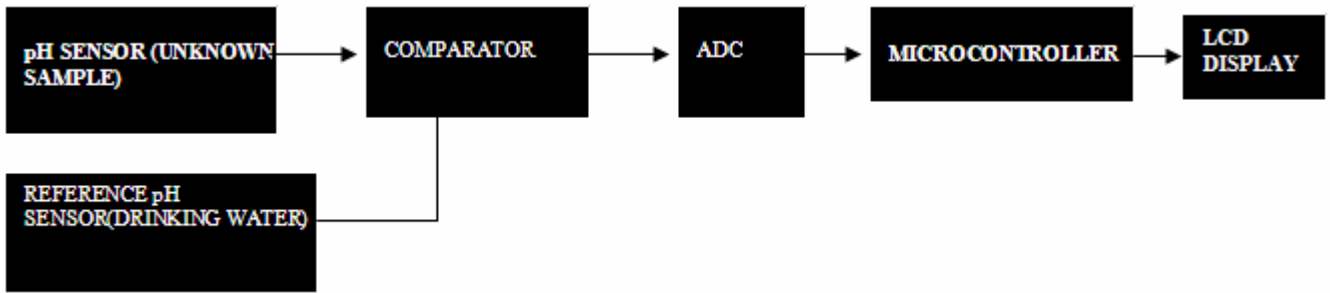 pH SENSOR (UNKNOWN
SAMPLE)
COMPARATOR
ADC
MICROCONTROLLER
LCD
DISPLAY
REFERENCE pH
SENSOR(DRINKING WATER)